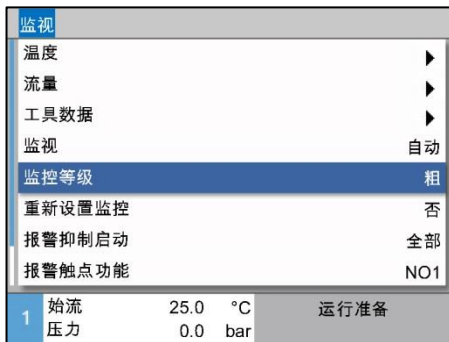 监视
温度
流量
工具数据
监视 自动
监控等级 粗
重新设置监控 否
报警抑制启动 全部
报警触点功能 NO1
1 始流 25.0 °C 运行准备
压力 0.0 bar